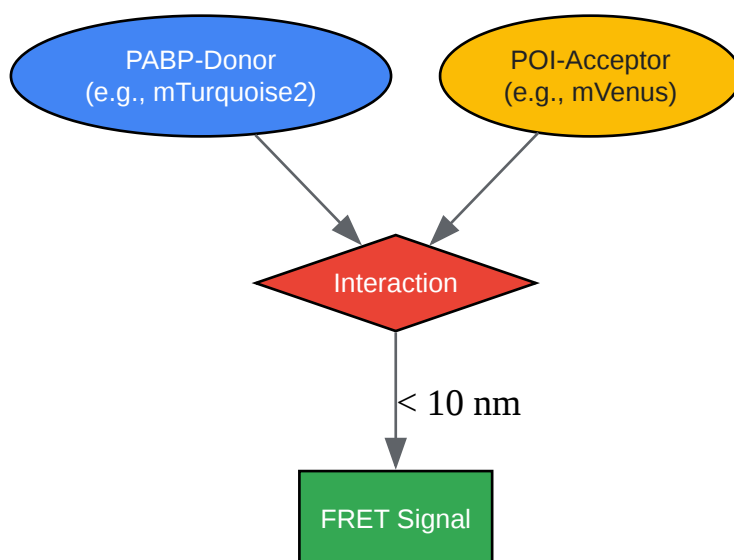 PABP-Donor
(e.g., mTurquoise2)
POI-Acceptor
(e.g., mVenus)
Interaction
< 10 nm
FRET Signal